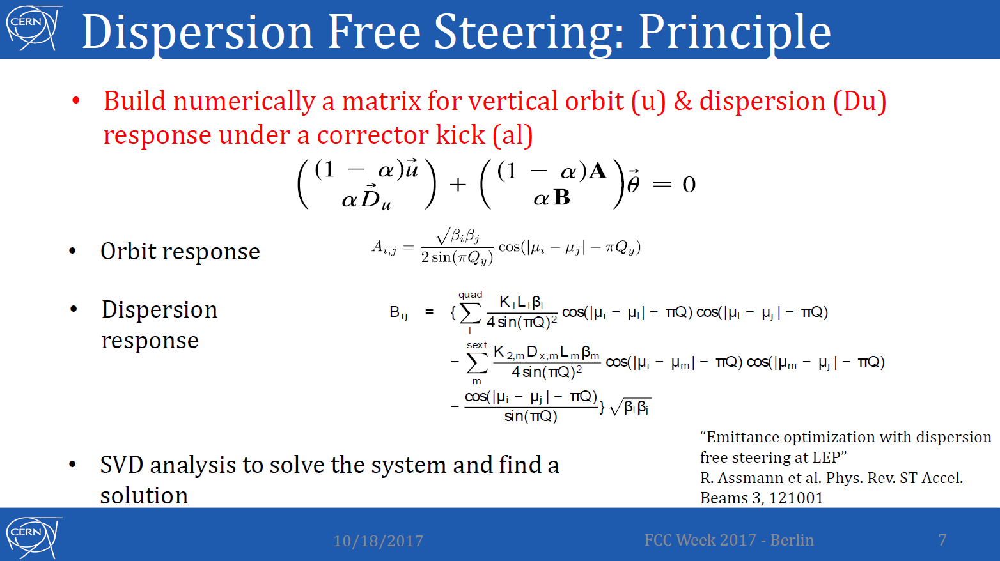 CERN
Dispersion Free Steering: Principle
• Build numerically a matrix for vertical orbit (u) & dispersion (Du)
response under a corrector kick (al)
$\begin{pmatrix} (1 - \alpha)\vec{u} \\ \alpha \vec{D}_u \end{pmatrix} + \begin{pmatrix} (1 - \alpha)\mathbf{A} \\ \alpha \mathbf{B} \end{pmatrix} \vec{\theta} = 0$
• Orbit response
$A_{i,j} = \frac{\sqrt{\beta_i \beta_j}}{2 \sin(\pi Q_y)} \cos(|\mu_i - \mu_j| - \pi Q_y)$
• Dispersion
response
$B_{ij} = \{ \sum_{l}^{quad} \frac{K_l L_l \beta_l}{4 \sin(\pi Q)^2} \cos(|\mu_i - \mu_l| - \pi Q) \cos(|\mu_l - \mu_j| - \pi Q)$
$- \sum_{m}^{sext} \frac{K_{2,m} D_{x,m} L_m \beta_m}{4 \sin(\pi Q)^2} \cos(|\mu_i - \mu_m| - \pi Q) \cos(|\mu_m - \mu_j| - \pi Q)$
$- \frac{\cos(|\mu_i - \mu_j| - \pi Q)}{\sin(\pi Q)} \} \sqrt{\beta_l \beta_j}$
• SVD analysis to solve the system and find a
solution
“Emittance optimization with dispersion
free steering at LEP”
R. Assmann et al. Phys. Rev. ST Accel.
Beams 3, 121001
CERN
10/18/2017
FCC Week 2017 - Berlin
7